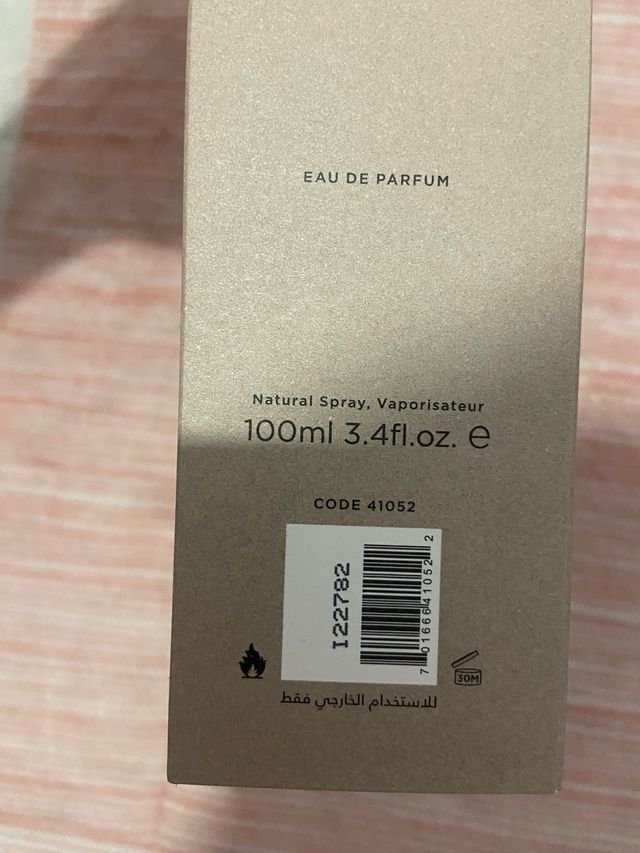 EAU DE PARFUM
Natural Spray, Vaporisateur
100ml 3.4fl.oz. e
CODE 41052
I22782
7 01666 41052 2
30M
للاستخدام الخارجي فقط